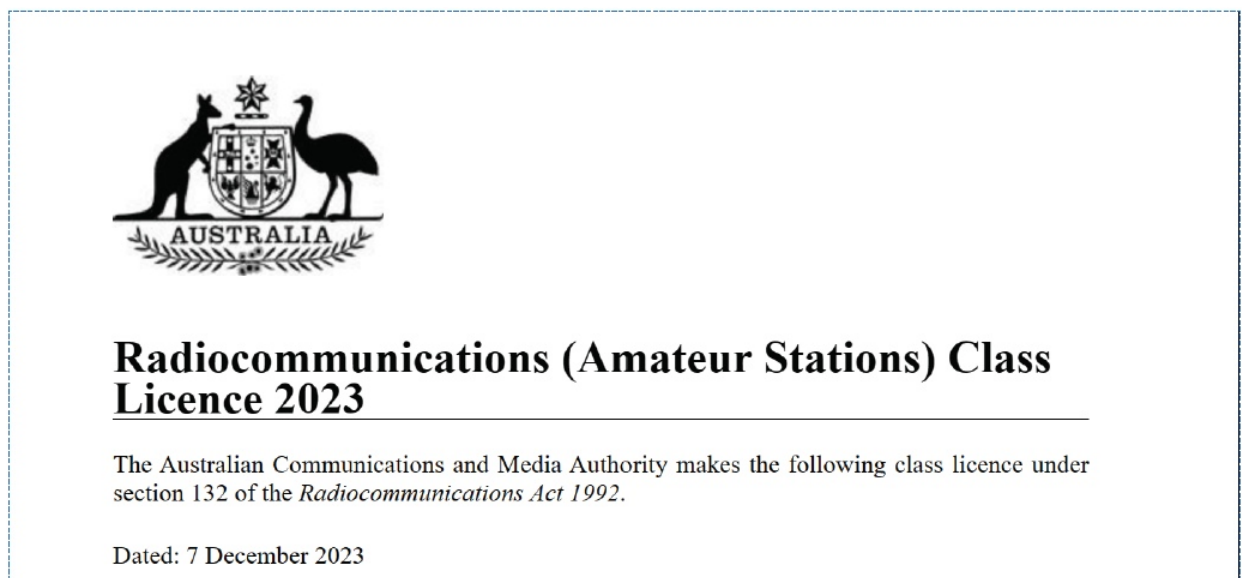 AUSTRALIA
Radiocommunications (Amateur Stations) Class
Licence 2023
The Australian Communications and Media Authority makes the following class licence under
section 132 of the Radiocommunications Act 1992.
Dated: 7 December 2023